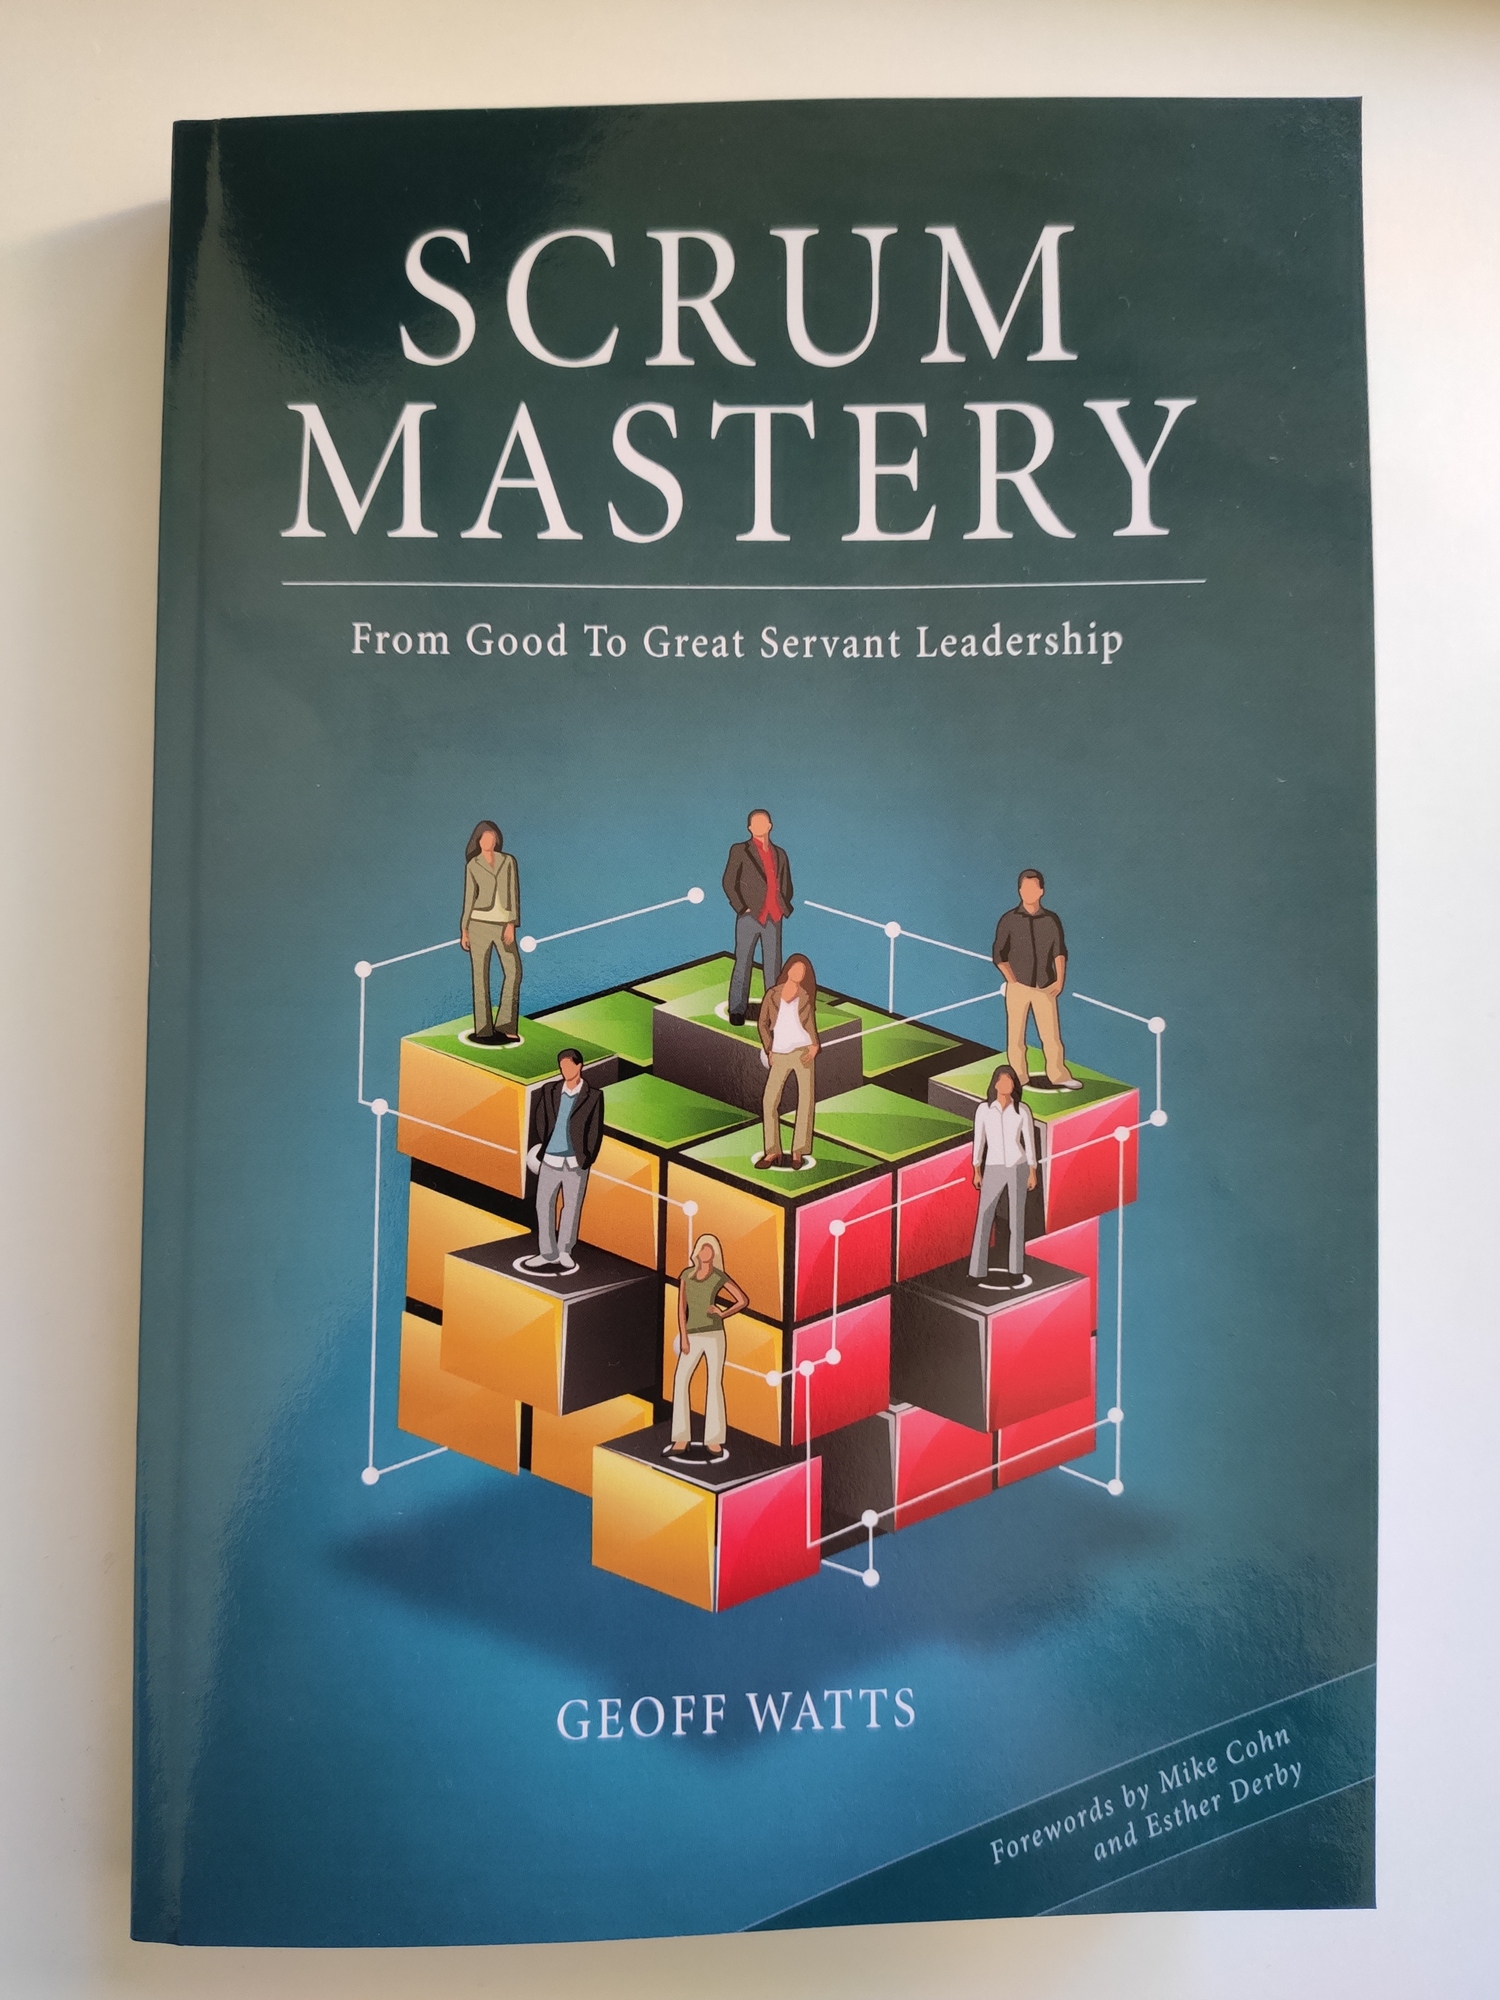 SCRUM
MASTERY
From Good To Great Servant Leadership
GEOFF WATTS
Forewords by Mike Cohn
and Esther Derby